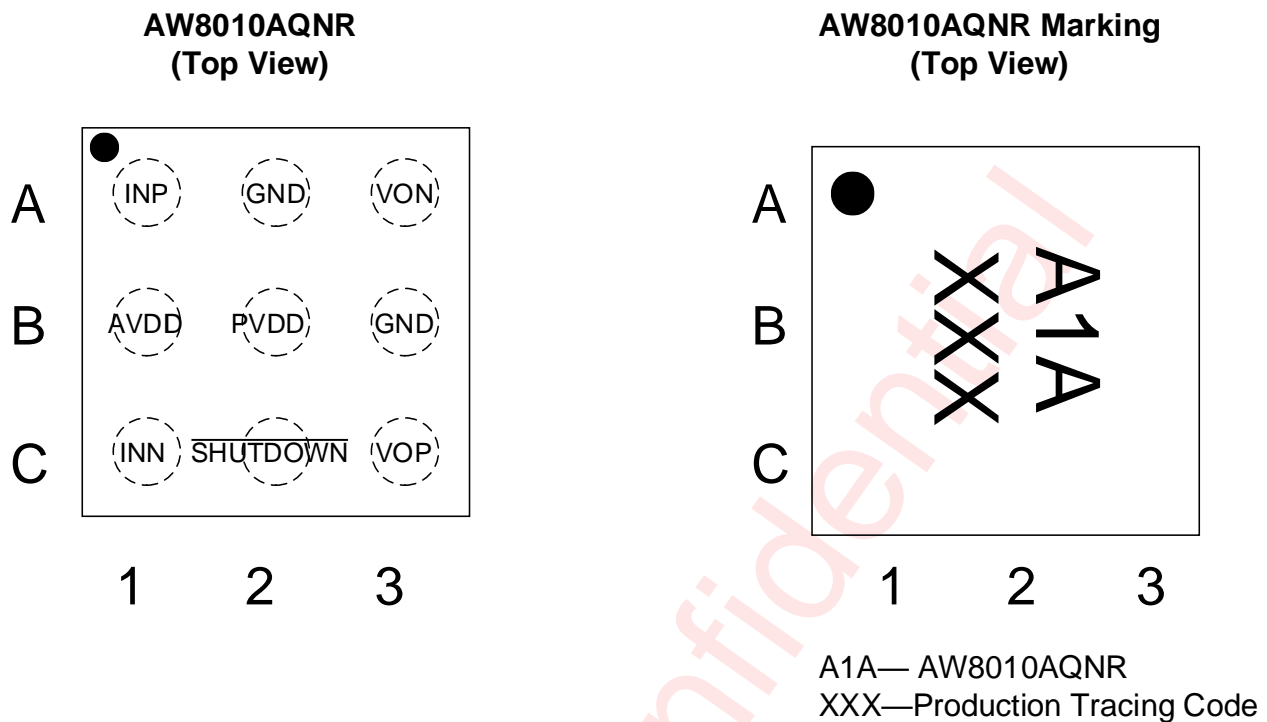 AW8010AQNR
(Top View)
A
INP GND VON
B
AVDD PVDD GND
C
INN SHUTDOWN VOP
1 2 3
AW8010AQNR Marking
(Top View)
A
B
C
A1A
XXX
1 2 3
A1A— AW8010AQNR
XXX—Production Tracing Code
nfidential